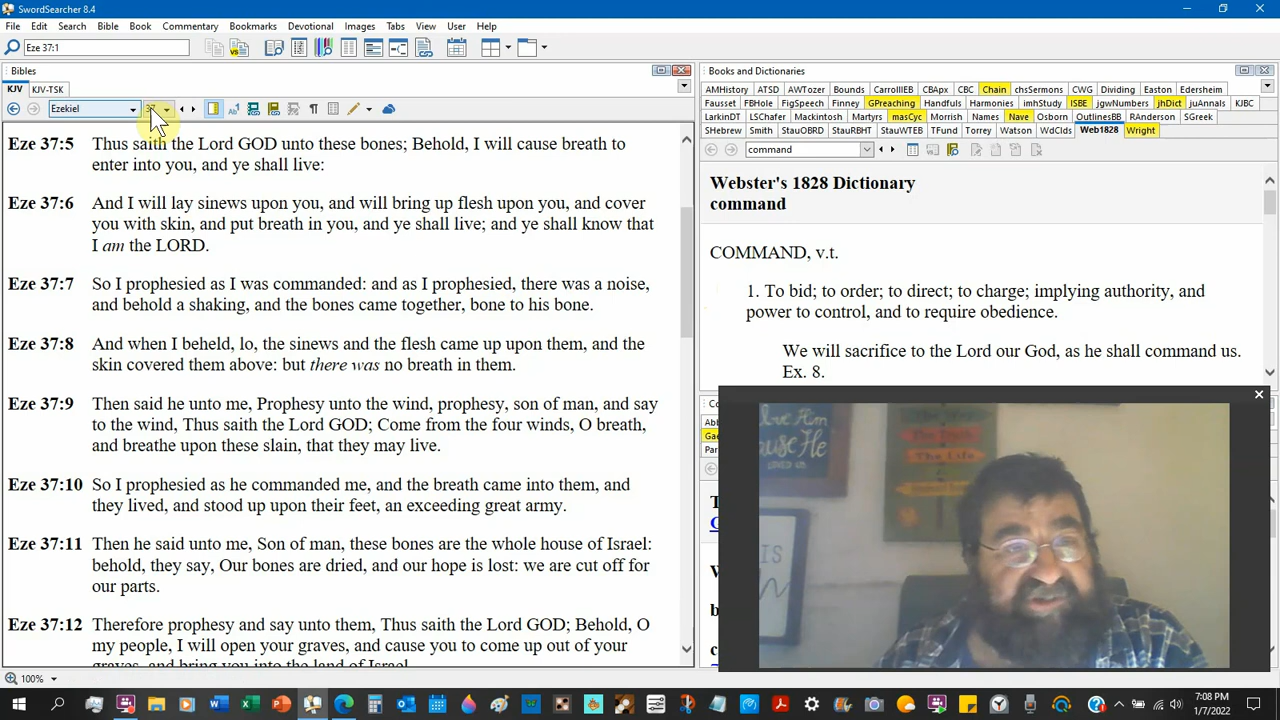 SwordSearcher 8.4
File Edit Search Bible Book Commentary Bookmarks Devotional Images Tabs View User Help
Eze 37:1
Bibles
KJV KJV-TSK
Ezekiel
Eze 37:5 Thus saith the Lord GOD unto these bones; Behold, I will cause breath to
enter into you, and ye shall live:
Eze 37:6 And I will lay sinews upon you, and will bring up flesh upon you, and cover
you with skin, and put breath in you, and ye shall live; and ye shall know that
I am the LORD.
Eze 37:7 So I prophesied as I was commanded: and as I prophesied, there was a noise,
and behold a shaking, and the bones came together, bone to his bone.
Eze 37:8 And when I beheld, lo, the sinews and the flesh came up upon them, and the
skin covered them above: but there was no breath in them.
Eze 37:9 Then said he unto me, Prophesy unto the wind, prophesy, son of man, and say
to the wind, Thus saith the Lord GOD; Come from the four winds, O breath,
and breathe upon these slain, that they may live.
Eze 37:10 So I prophesied as he commanded me, and the breath came into them, and
they lived, and stood up upon their feet, an exceeding great army.
Eze 37:11 Then he said unto me, Son of man, these bones are the whole house of Israel:
behold, they say, Our bones are dried, and our hope is lost: we are cut off for
our parts.
Eze 37:12 Therefore prophesy and say unto them, Thus saith the Lord GOD; Behold, O
my people, I will open your graves, and cause you to come up out of your
graves, and bring you into the land of Israel.
100%
Books and Dictionaries
AMHistory ATSD AWTozer Bounds CarrollIEB CBApx CBC Chain chsSermons Easton Edersheim
Fausset FBHole FigSpeech Finney GPreaching Handfuls Harmonies imhStudy ISBE jgwNumbers jhDict juAnnals KJBC
LarkinDT LSChafer Mackintosh Martyrs masCyc Morrish Names Nave Osborn OutlinesBB RAnderson SGreek
SHebrew Smith StauOBRD StauRBHT StauWTEB TFund Torrey Watson WdClds Web1828 Wright
command
Webster's 1828 Dictionary
command
COMMAND, v.t.
1. To bid; to order; to direct; to charge; implying authority, and
power to control, and to require obedience.
We will sacrifice to the Lord our God, as he shall command us.
Ex. 8.
Love Him
cause He
The Life
7:08 PM
1/7/2022